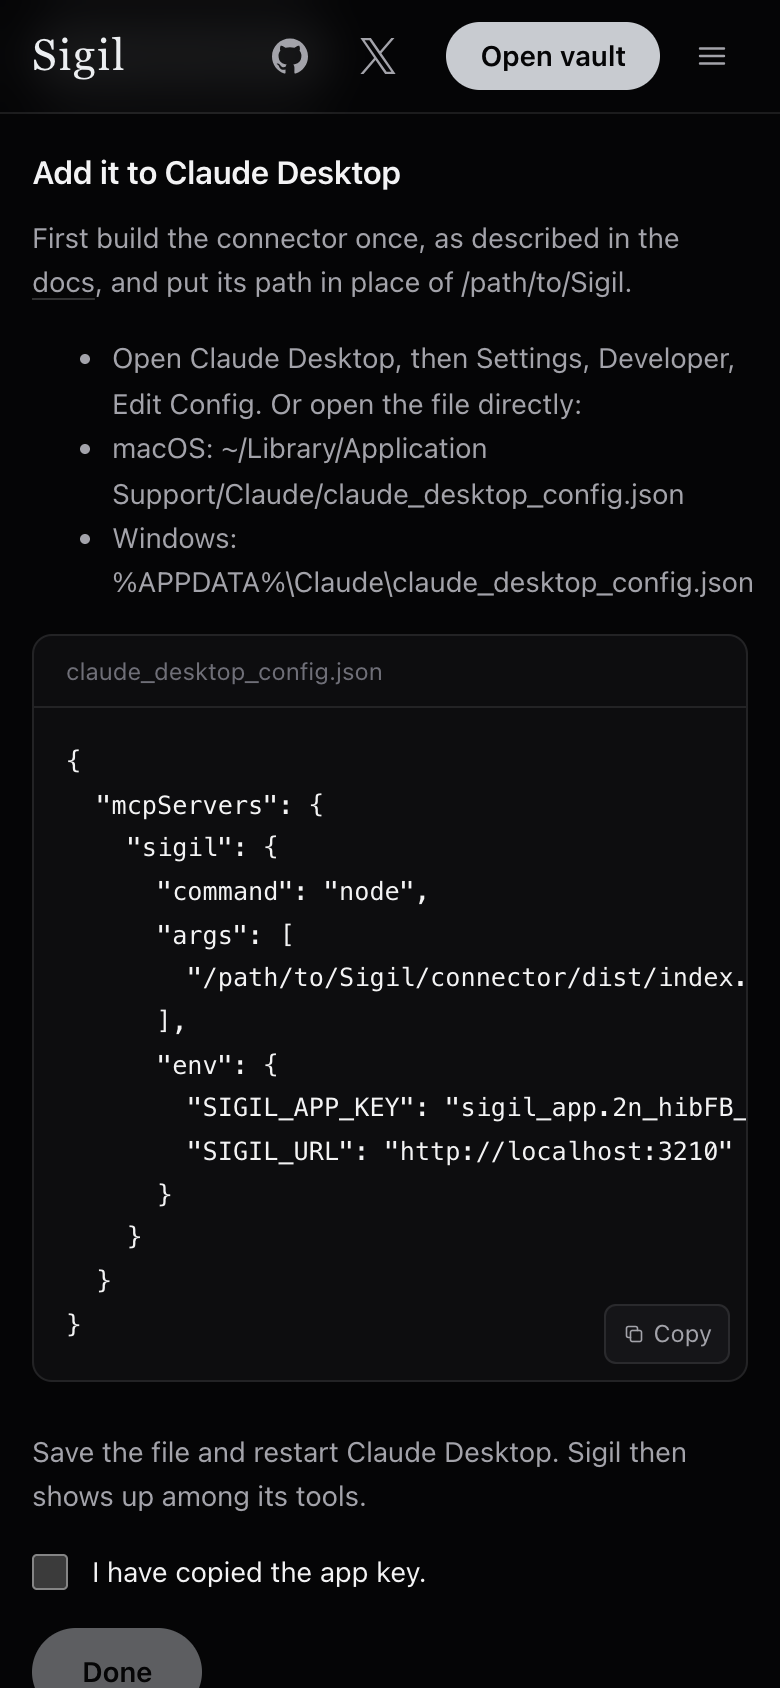 Sigil
Open vault
Add it to Claude Desktop
First build the connector once, as described in the
docs, and put its path in place of /path/to/Sigil.
Open Claude Desktop, then Settings, Developer,
Edit Config. Or open the file directly:
macOS: ~/Library/Application
Support/Claude/claude_desktop_config.json
Windows:
%APPDATA%\Claude\claude_desktop_config.json
claude_desktop_config.json
{
  "mcpServers": {
    "sigil": {
      "command": "node",
      "args": [
        "/path/to/Sigil/connector/dist/index.
      ],
      "env": {
        "SIGIL_APP_KEY": "sigil_app.2n_hibFB_
        "SIGIL_URL": "http://localhost:3210"
      }
    }
  }
}
Copy
Save the file and restart Claude Desktop. Sigil then
shows up among its tools.
I have copied the app key.
Done